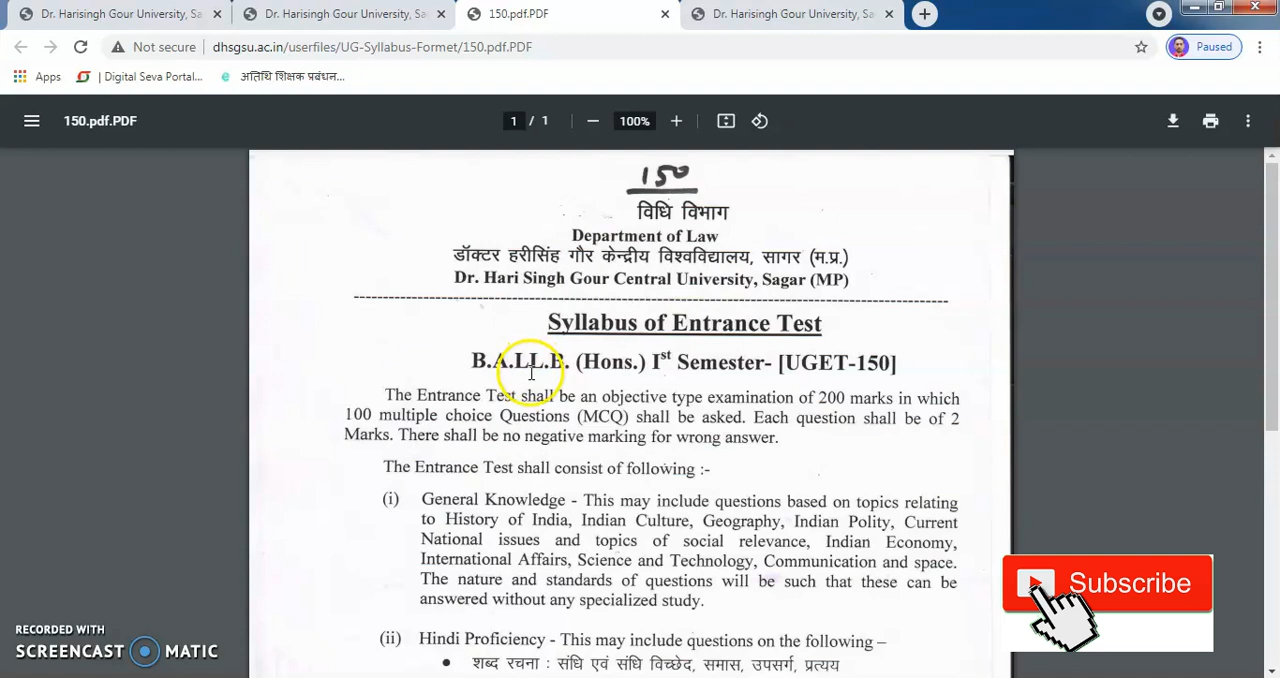 Dr. Harisingh Gour University, Sa
Dr. Harisingh Gour University, Sa
150.pdf.PDF
Dr. Harisingh Gour University, Sa
Not secure
dhsgsu.ac.in/userfiles/UG-Syllabus-Formet/150.pdf.PDF
Paused
Apps
| Digital Seva Portal...
अतिथि शिक्षक प्रबंधन...
150.pdf.PDF
1 / 1
100%
150
विधि विभाग
Department of Law
डॉक्टर हरीसिंह गौर केन्द्रीय विश्वविद्यालय, सागर (म.प्र.)
Dr. Hari Singh Gour Central University, Sagar (MP)
Syllabus of Entrance Test
B.A.LL.B. (Hons.) Ist Semester- [UGET-150]
The Entrance Test shall be an objective type examination of 200 marks in which
100 multiple choice Questions (MCQ) shall be asked. Each question shall be of 2
Marks. There shall be no negative marking for wrong answer.
The Entrance Test shall consist of following :-
(i) General Knowledge - This may include questions based on topics relating
to History of India, Indian Culture, Geography, Indian Polity, Current
National issues and topics of social relevance, Indian Economy,
International Affairs, Science and Technology, Communication and space.
The nature and standards of questions will be such that these can be
answered without any specialized study.
(ii) Hindi Proficiency - This may include questions on the following –
• शब्द रचना : संधि एवं संधि विच्छेद, समास, उपसर्ग, प्रत्यय
Subscribe
RECORDED WITH
SCREENCAST MATIC